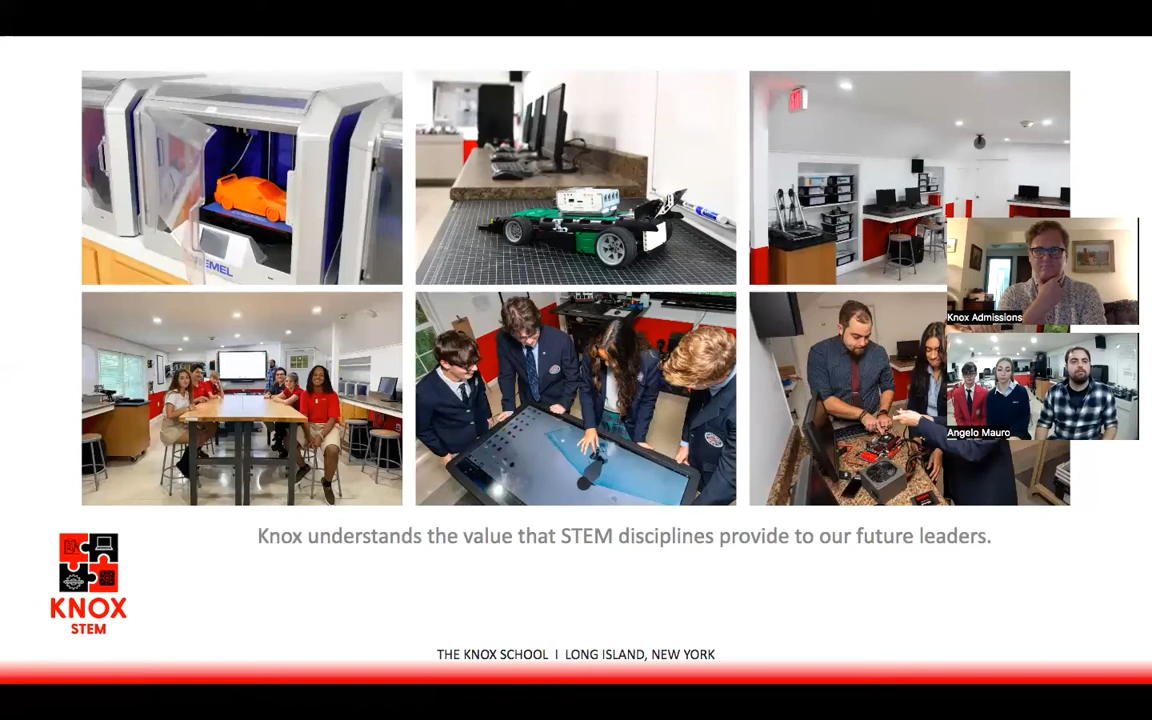 EXIT
Knox Admissions
Angelo Mauro
Knox understands the value that STEM disciplines provide to our future leaders.
KNOX
STEM
THE KNOX SCHOOL I LONG ISLAND, NEW YORK